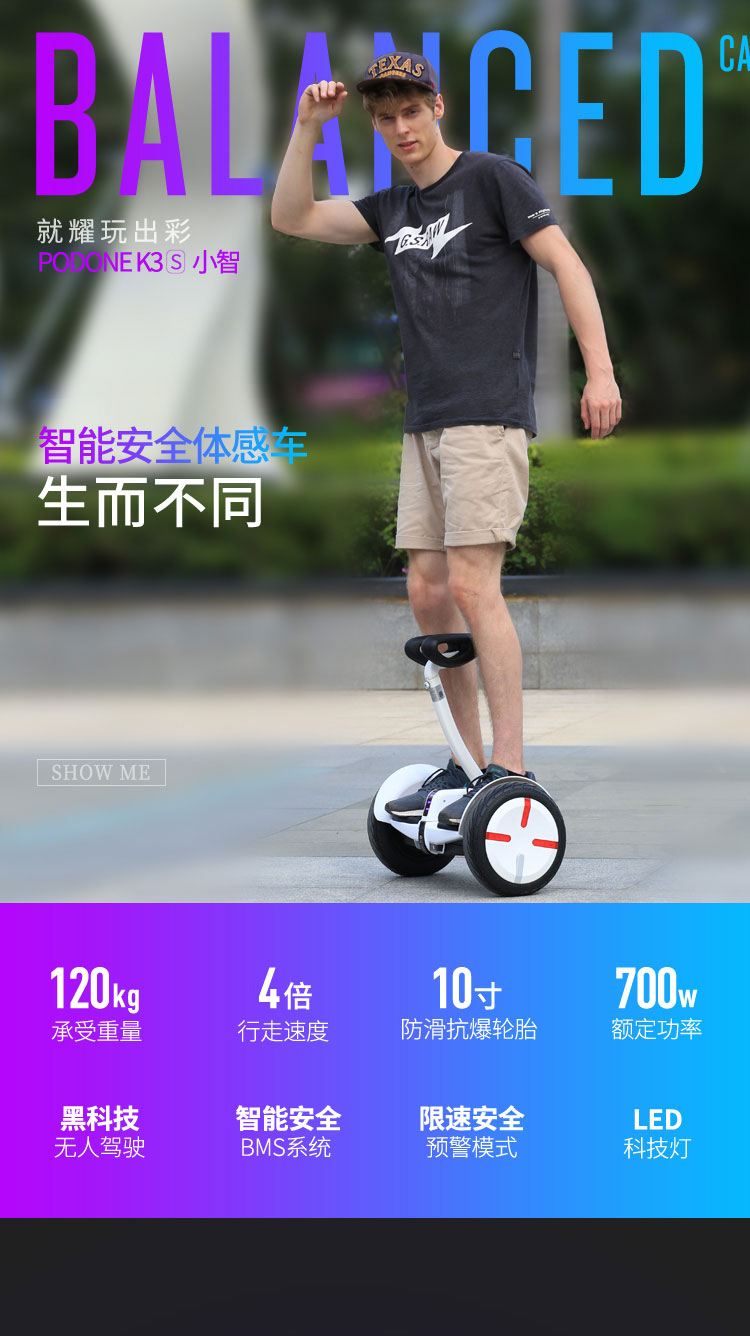 BALANCED CA
就耀玩出彩
PODONE K3 S 小智
TEXAS
G.SAW
智能安全体感车
生而不同
SHOW ME
120kg 4倍 10寸 700w
承受重量 行走速度 防滑抗爆轮胎 额定功率
黑科技 智能安全 限速安全 LED
无人驾驶 BMS系统 预警模式 科技灯